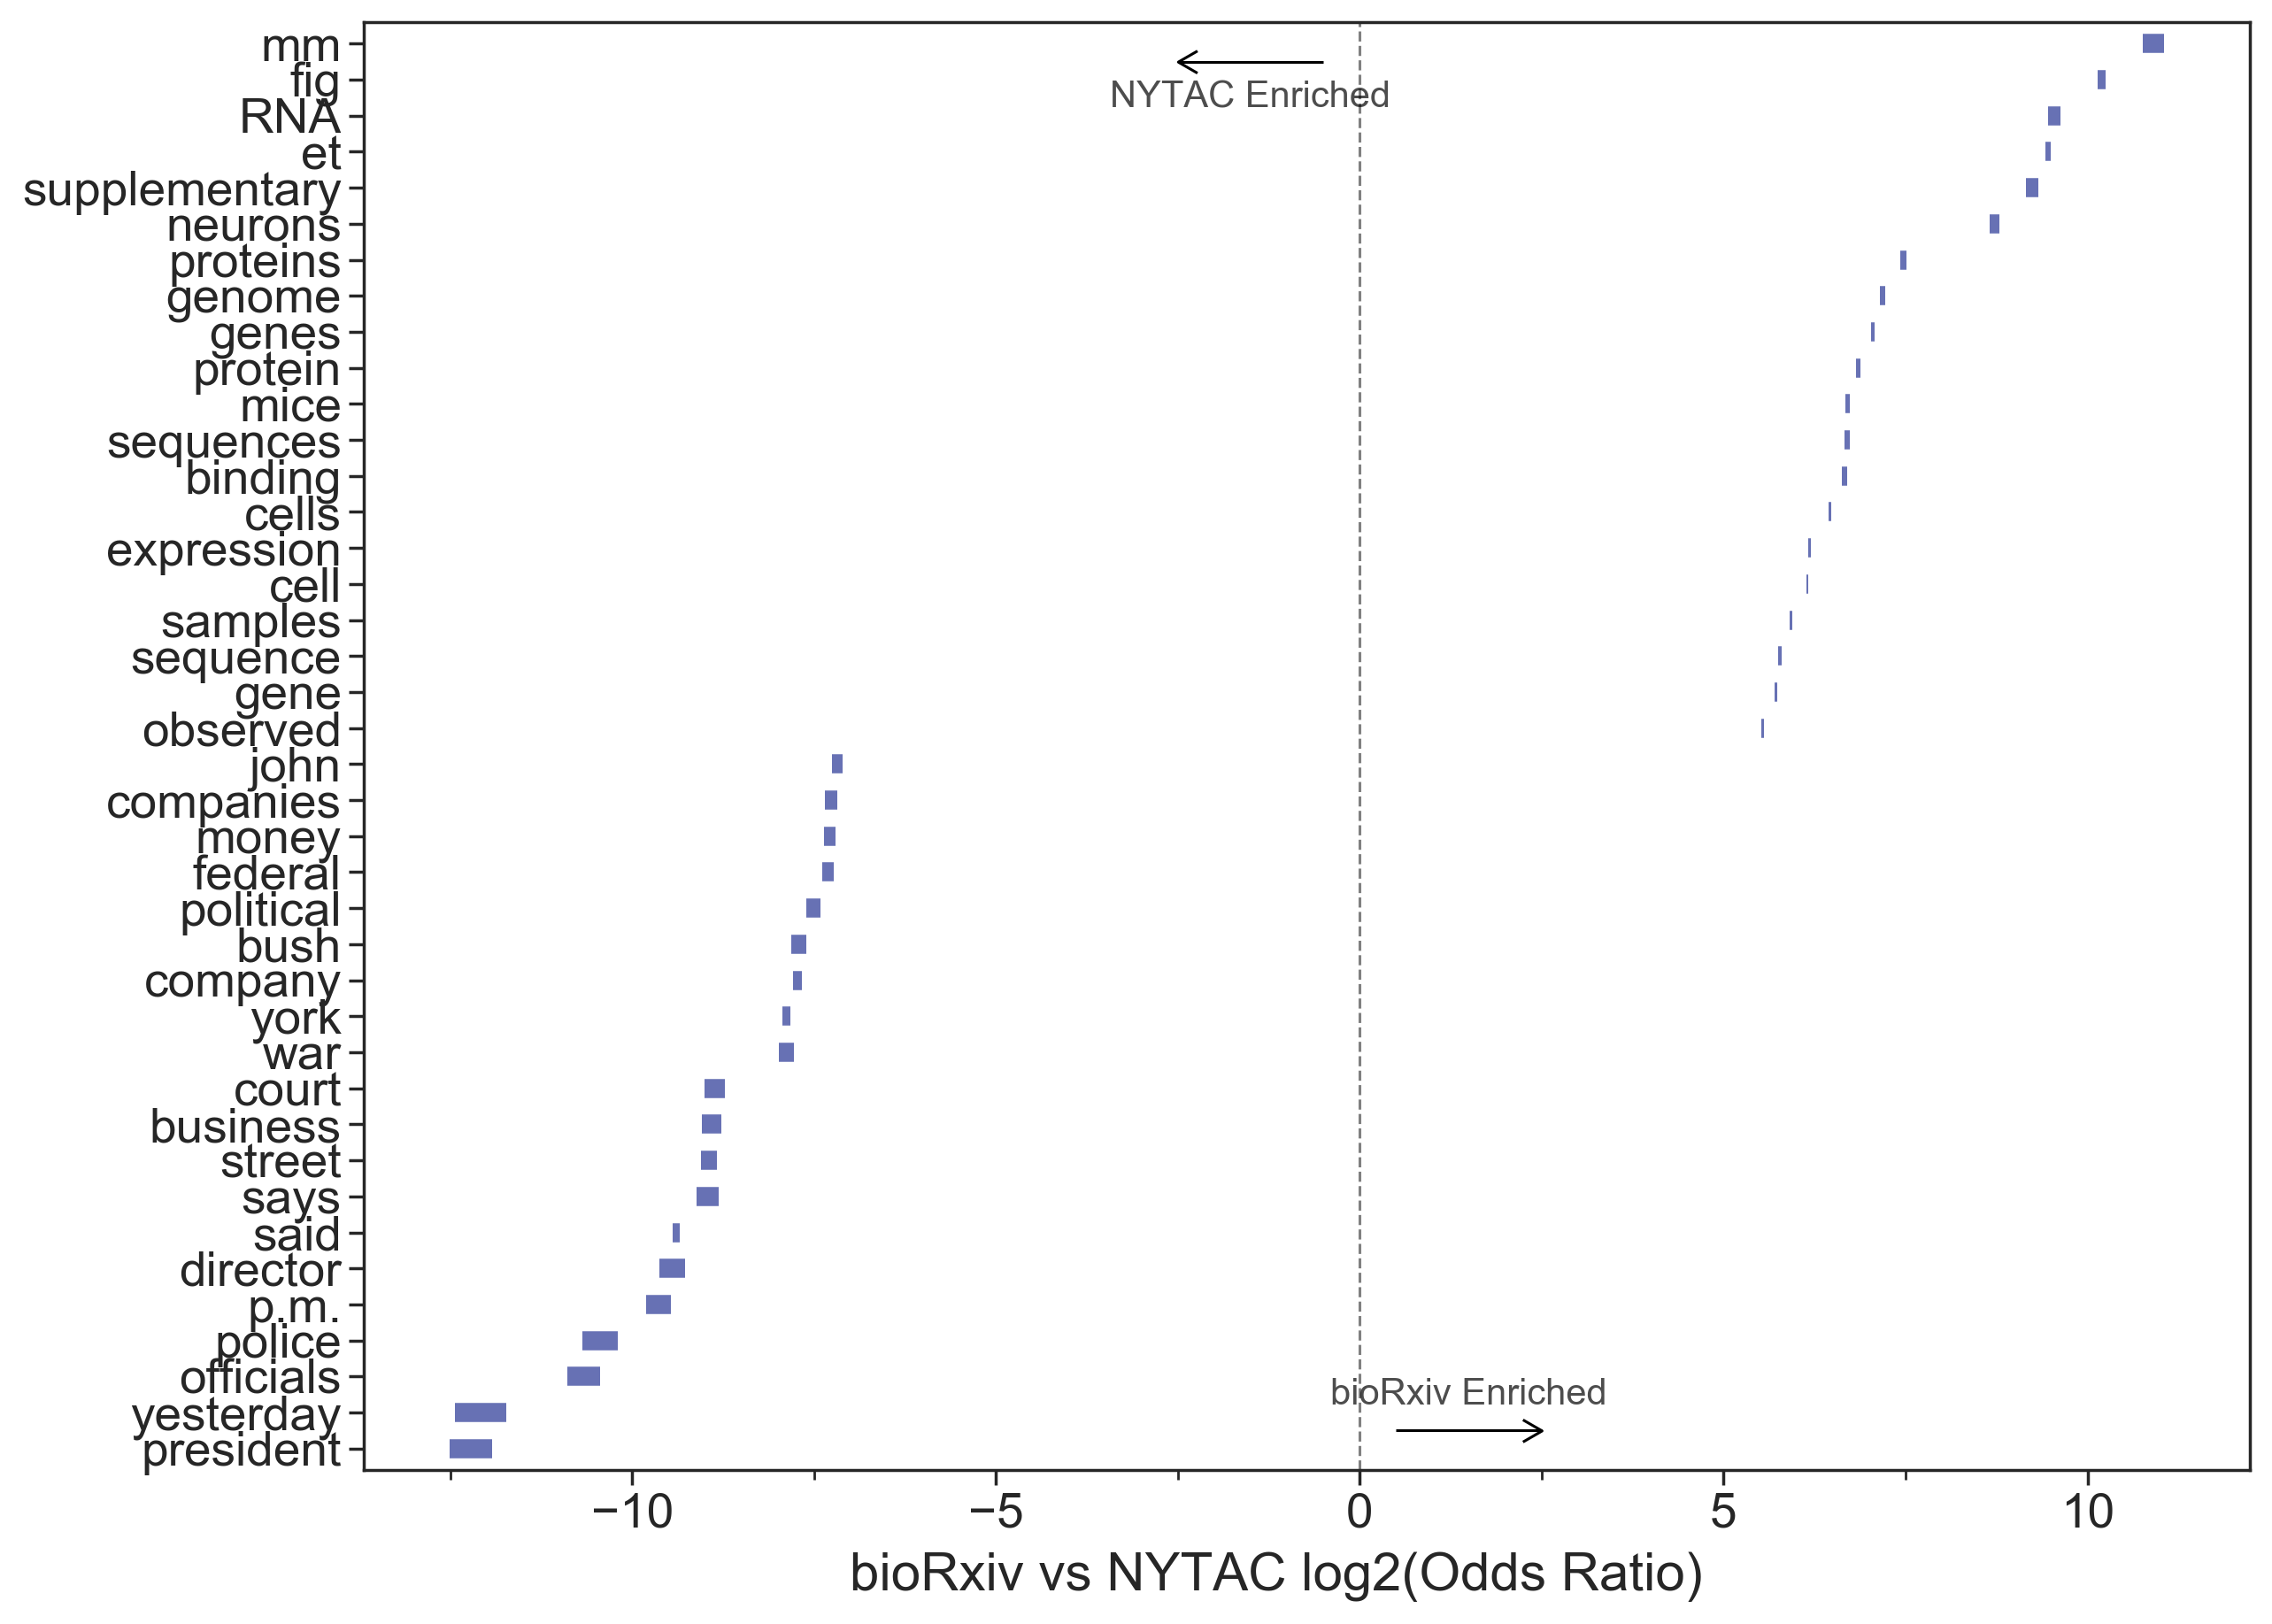 mm
fig
RNA
et
supplementary
neurons
proteins
genome
genes
protein
mice
sequences
binding
cells
expression
cell
samples
sequence
gene
observed
john
companies
money
federal
political
bush
company
york
war
court
business
street
says
said
director
p.m.
police
officials
yesterday
president
NYTAC Enriched
bioRxiv Enriched
−10 −5 0 5 10
bioRxiv vs NYTAC log2(Odds Ratio)